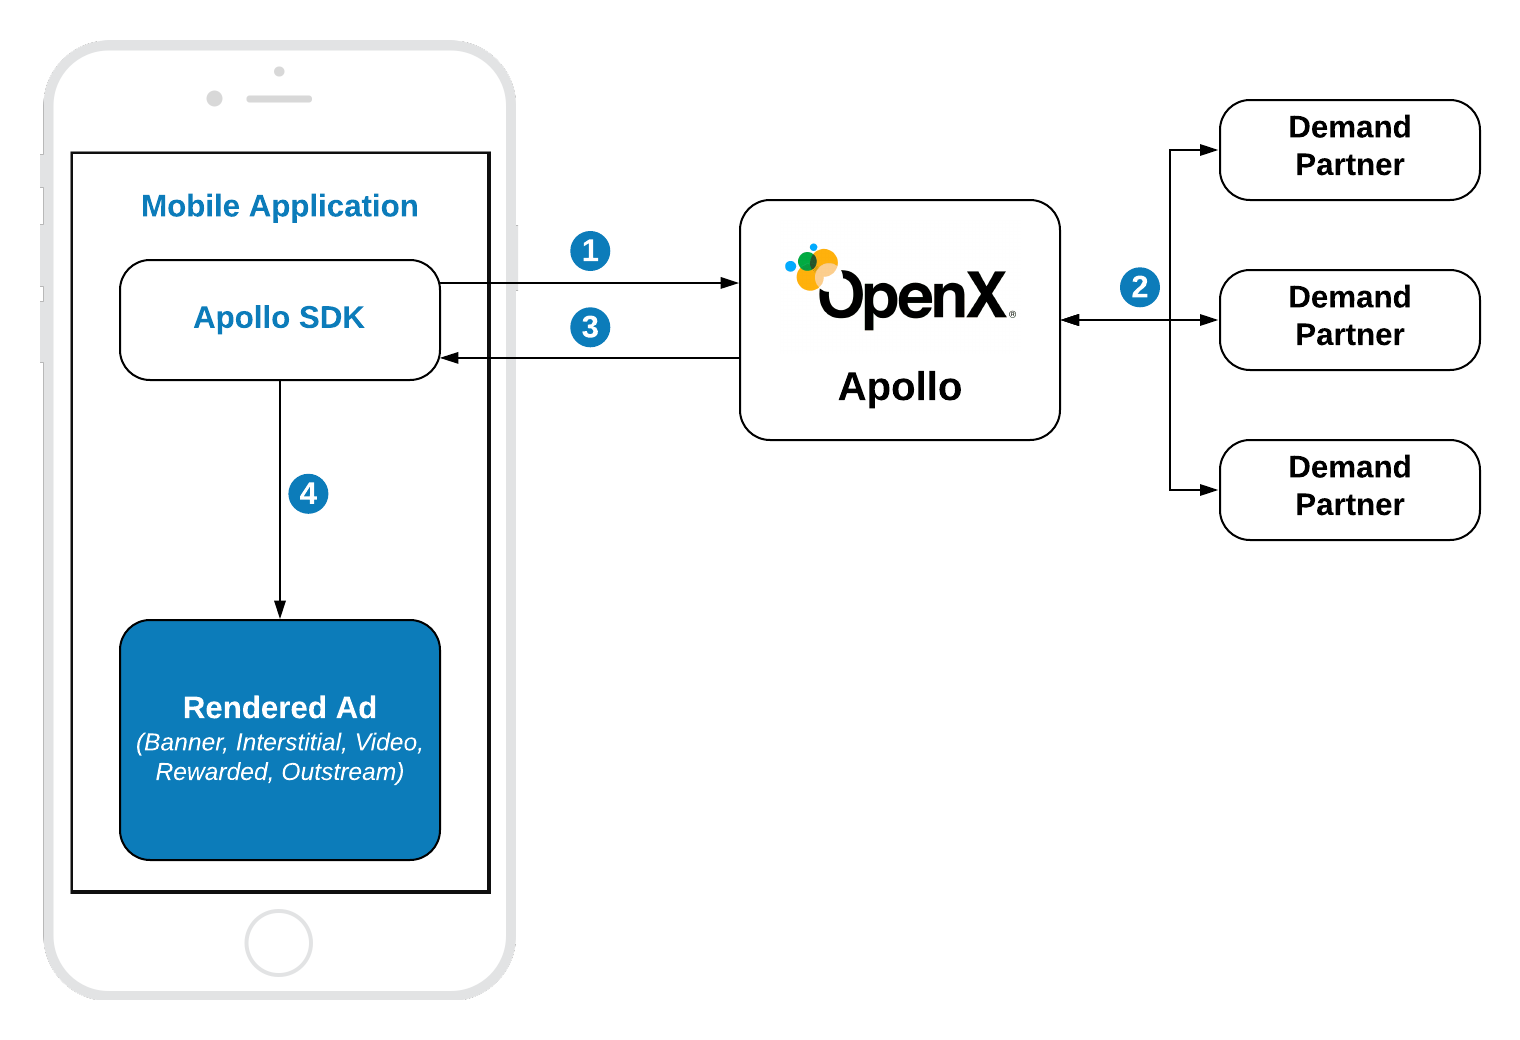 Mobile Application
Apollo SDK
1
3
4
Rendered Ad
(Banner, Interstitial, Video,
Rewarded, Outstream)
OpenX®
Apollo
2
Demand
Partner
Demand
Partner
Demand
Partner